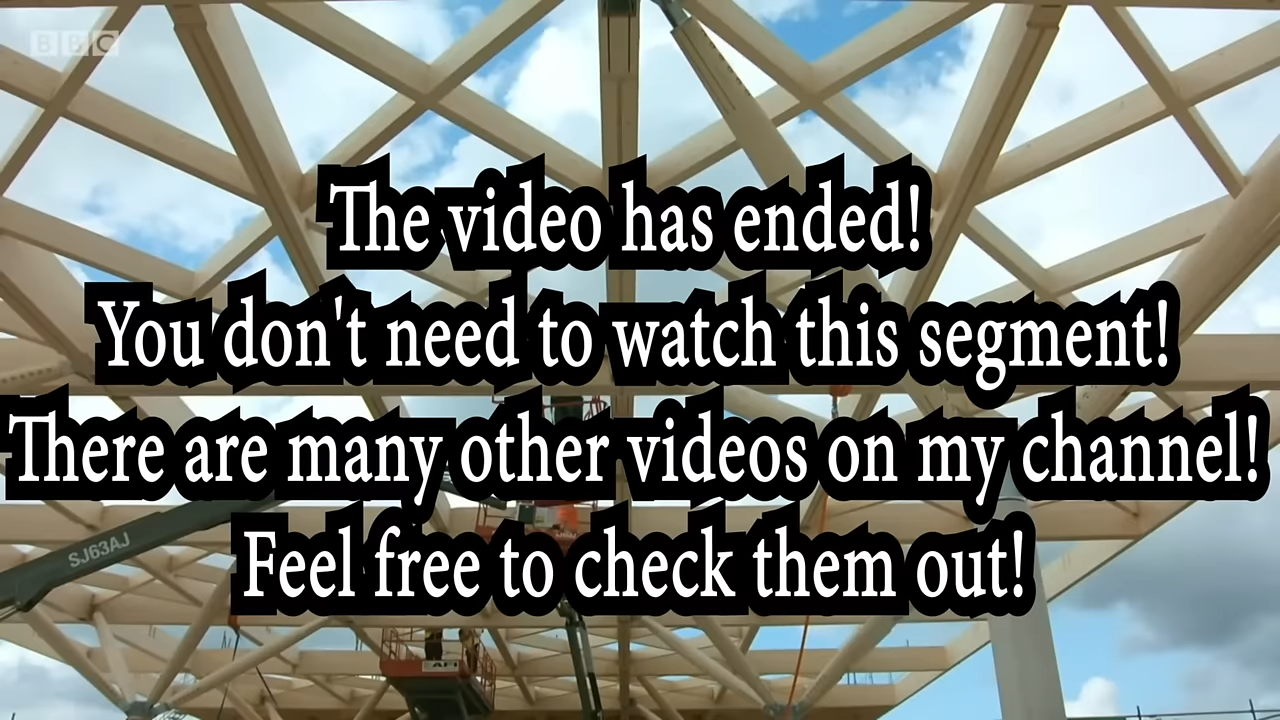 BBC
The video has ended!
You don't need to watch this segment!
There are many other videos on my channel!
Feel free to check them out!
SJ63AJ
AFI